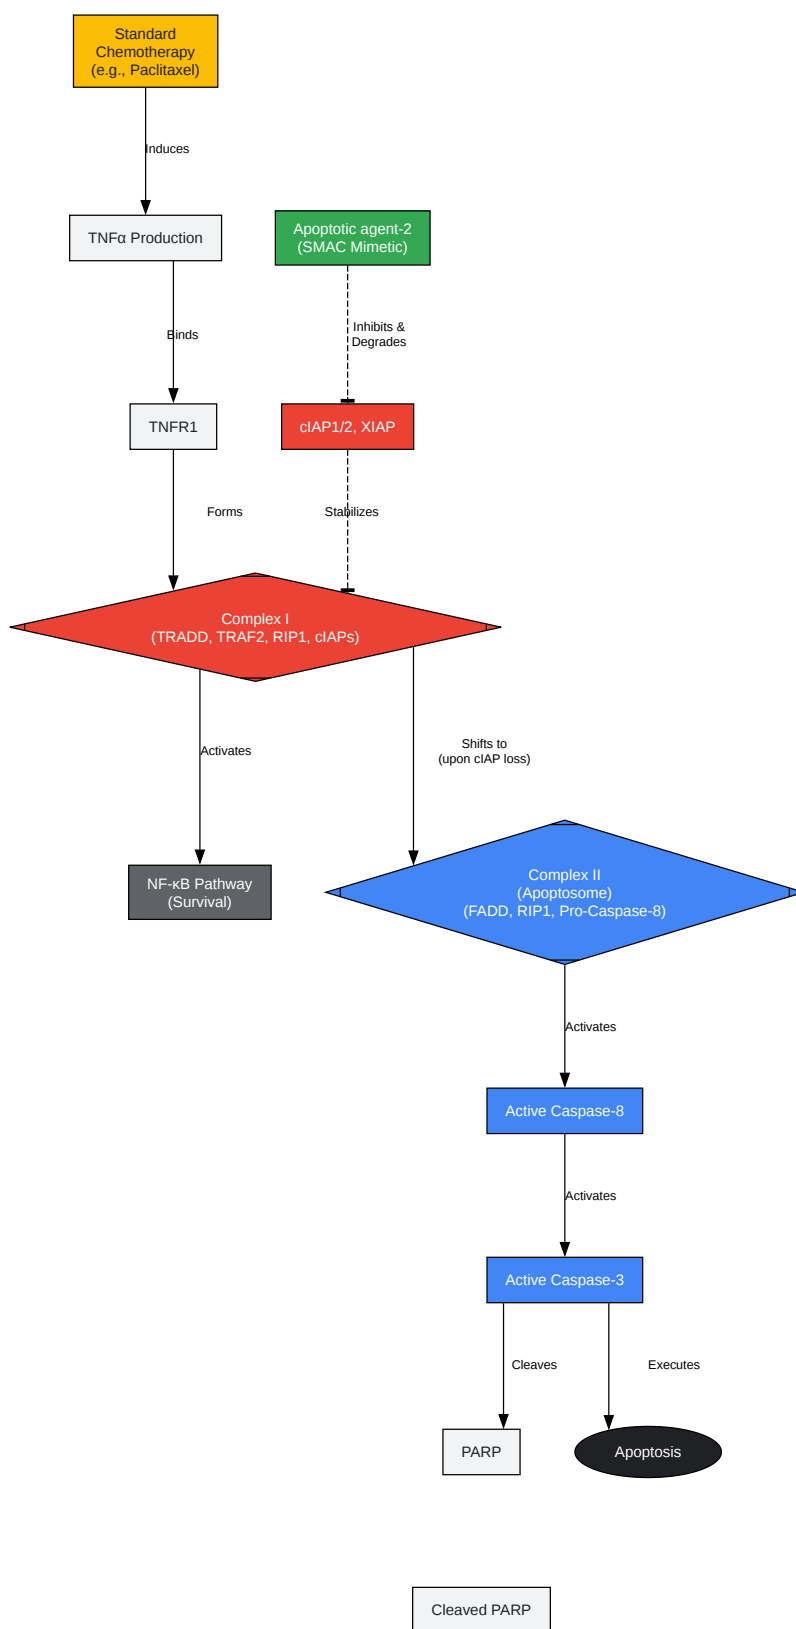 Standard
Chemotherapy
(e.g., Paclitaxel)
Induces
TNFα Production
Apoptotic agent-2
(SMAC Mimetic)
Binds
Inhibits &
Degrades
TNFR1
cIAP1/2, XIAP
Forms
Stabilizes
Complex I
(TRADD, TRAF2, RIP1, cIAPs)
Activates
Shifts to
(upon cIAP loss)
NF-κB Pathway
(Survival)
Complex II
(Apoptosome)
(FADD, RIP1, Pro-Caspase-8)
Activates
Active Caspase-8
Activates
Active Caspase-3
Cleaves
Executes
PARP
Apoptosis
Cleaved PARP